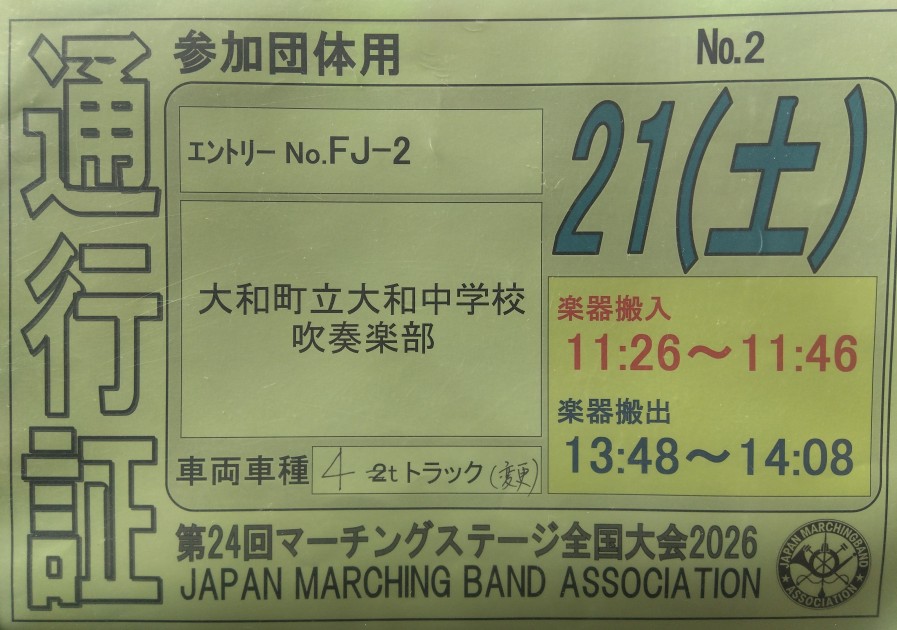 通行証
参加団体用
No.2
エントリー No.FJ-2
21(土)
大和町立大和中学校
吹奏楽部
楽器搬入
11:26～11:46
楽器搬出
13:48～14:08
車両車種 4 2tトラック(変更)
第24回マーチングステージ全国大会2026
JAPAN MARCHING BAND ASSOCIATION
JAPAN MARCHINGBAND
ASSOCIATION